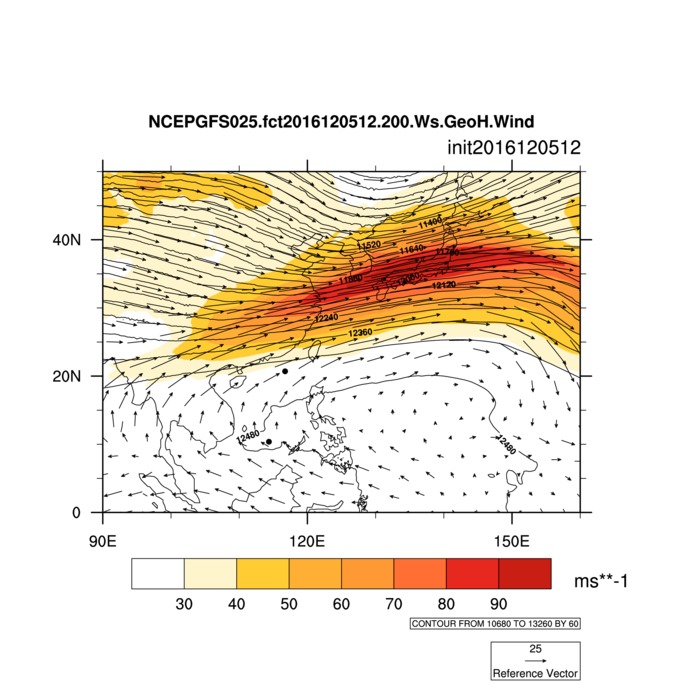 NCEPGFS025.fct2016120512.200.Ws.GeoH.Wind
init2016120512
40N
20N
0
90E 120E 150E
11400
11520
11640
11760
11880
12000
12120
12240
12360
12480
12480
30 40 50 60 70 80 90
ms**-1
CONTOUR FROM 10680 TO 13260 BY 60
25
Reference Vector